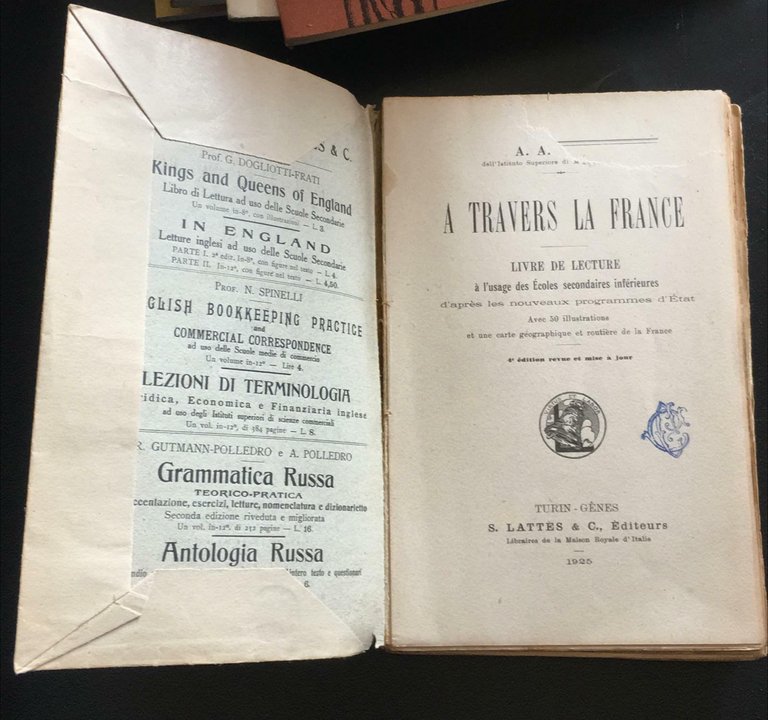 S & C.
Prof. G. DOGLIOTTI-FRATI
Kings and Queens of England
Libro di Lettura ad uso delle Scuole Secondarie
Un volume in-8°, con illustrazioni — L. 3.
IN ENGLAND
Letture inglesi ad uso delle Scuole Secondarie
PARTE I. 2ª ediz. in-8°, con figure nel testo — L. 4.
PARTE II. In-12°, con figure nel testo — L. 4,50.
PROF. N. SPINELLI
GLISH BOOKKEEPING PRACTICE
and
COMMERCIAL CORRESPONDENCE
ad uso delle Scuole medie di commercio
Un volume in-12° — Lire 4.
LEZIONI DI TERMINOLOGIA
ridica, Economica e Finanziaria inglese
ad uso degli Istituti superiori di scienze commerciali
Un vol. in-12°, di 384 pagine — L. 8.
R. GUTMANN-POLLEDRO e A. POLLEDRO
Grammatica Russa
TEORICO-PRATICA
ccentazione, esercizi, letture, nomenclatura e dizionarietto
Seconda edizione riveduta e migliorata
Un vol. in-12°, di 212 pagine — L. 16.
Antologia Russa
intero testo e questionari
6.
A. A.
dell'Istituto Superiore di
A TRAVERS LA FRANCE
LIVRE DE LECTURE
à l'usage des Écoles secondaires inférieures
d'après les nouveaux programmes d'État
Avec 50 illustrations
et une carte géographique et routière de la France
4e édition revue et mise à jour
TURIN-GÊNES
S. LATTES & C., Éditeurs
Libraires de la Maison Royale d'Italie
1925